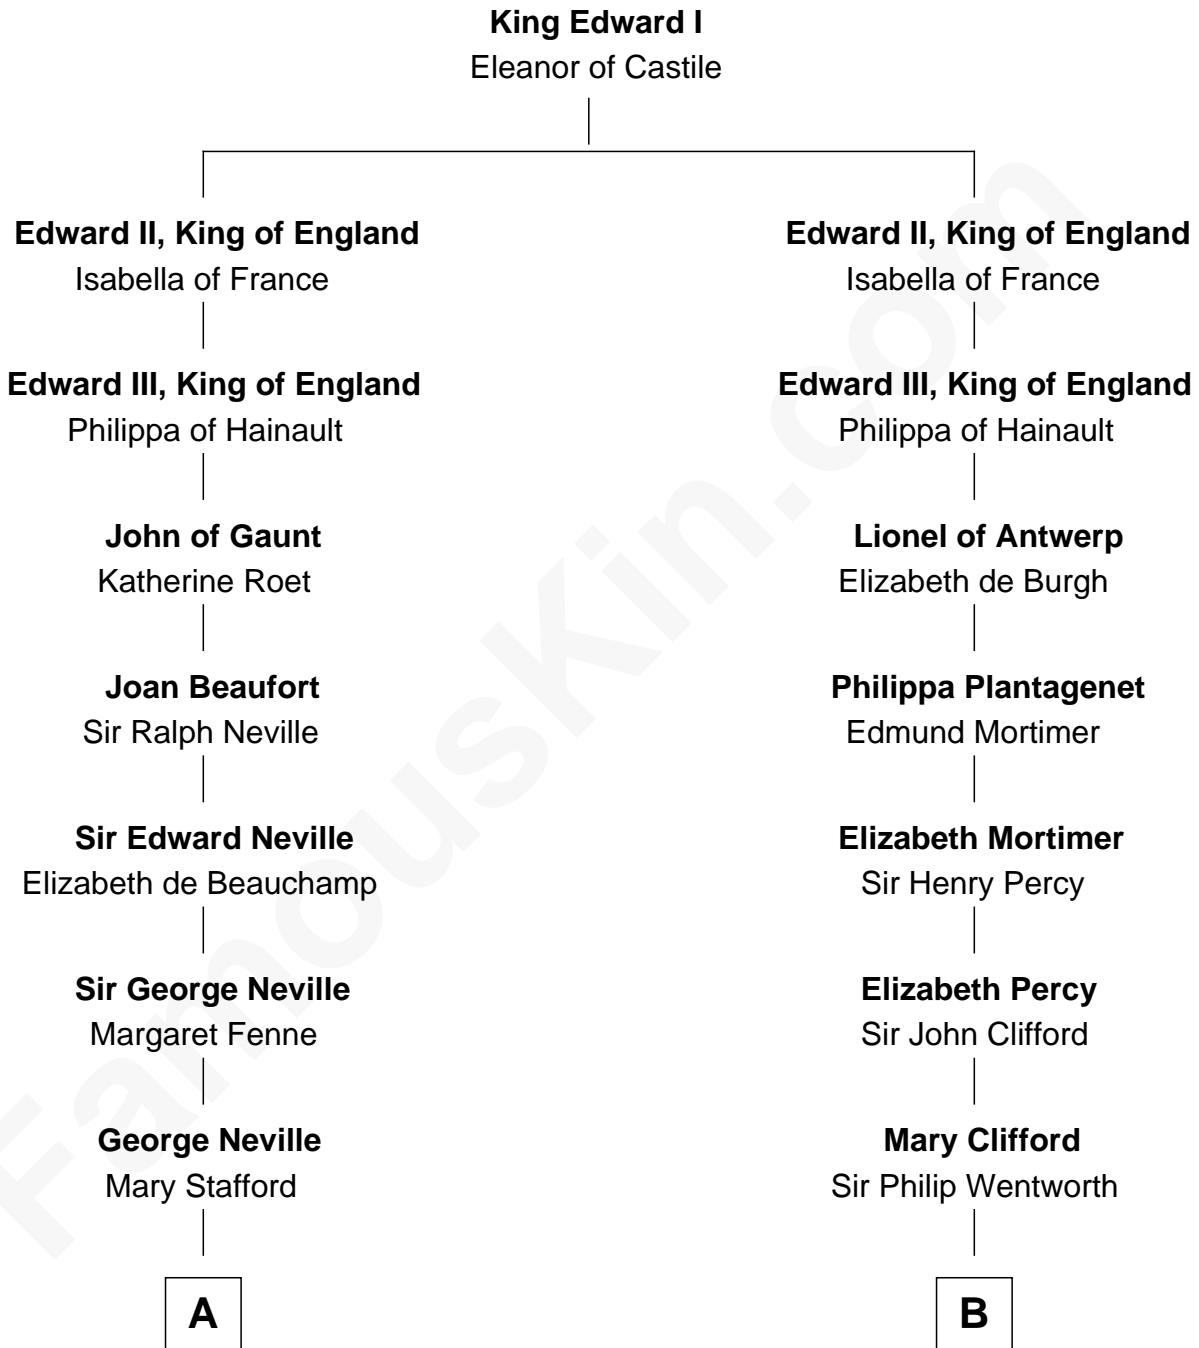 King Edward I
Eleanor of Castile
Edward II, King of England
Isabella of France
Edward III, King of England
Philippa of Hainault
John of Gaunt
Katherine Roet
Joan Beaufort
Sir Ralph Neville
Sir Edward Neville
Elizabeth de Beauchamp
Sir George Neville
Margaret Fenne
George Neville
Mary Stafford
A
Edward II, King of England
Isabella of France
Edward III, King of England
Philippa of Hainault
Lionel of Antwerp
Elizabeth de Burgh
Philippa Plantagenet
Edmund Mortimer
Elizabeth Mortimer
Sir Henry Percy
Elizabeth Percy
Sir John Clifford
Mary Clifford
Sir Philip Wentworth
B
FamousKin.com